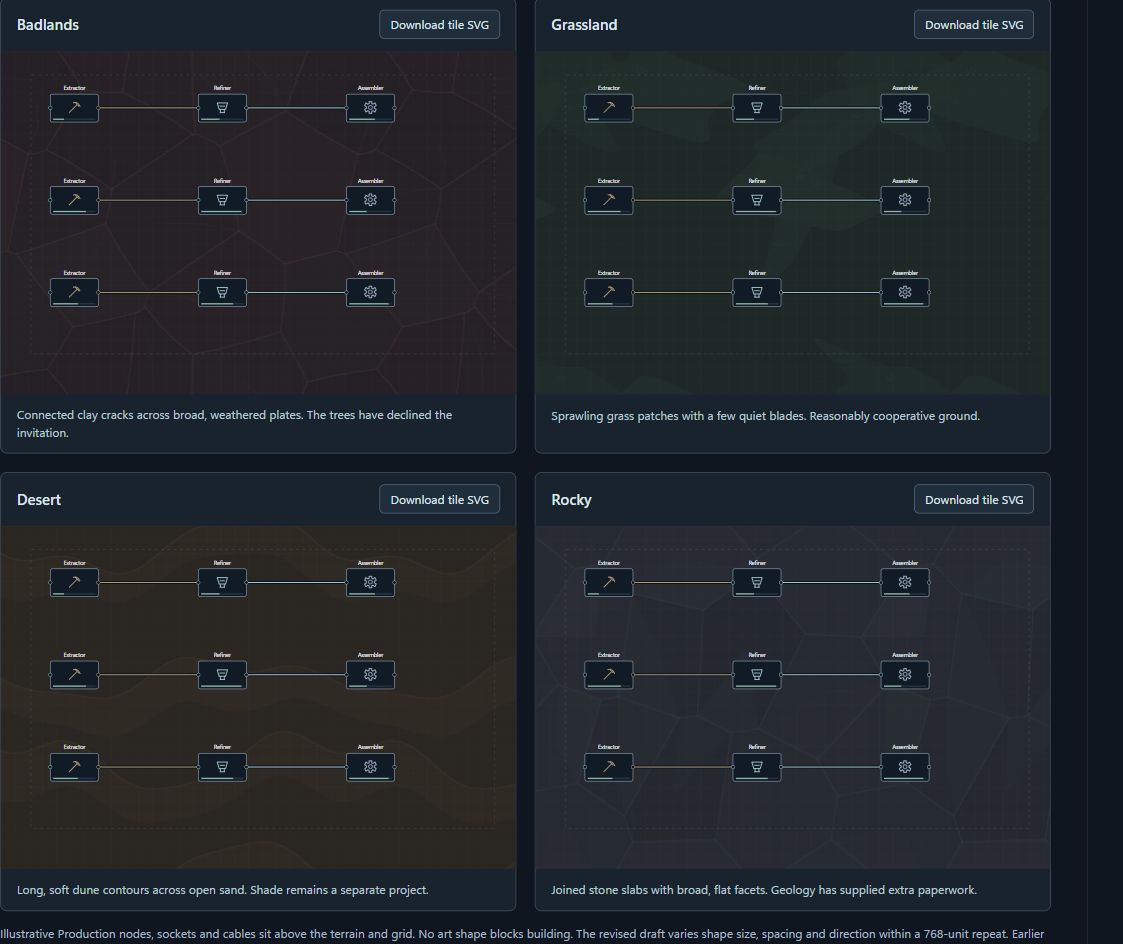 Badlands
Download tile SVG
Grassland
Download tile SVG
Extractor
Refiner
Assembler
Extractor
Refiner
Assembler
Extractor
Refiner
Assembler
Extractor
Refiner
Assembler
Extractor
Refiner
Assembler
Extractor
Refiner
Assembler
Connected clay cracks across broad, weathered plates. The trees have declined the
invitation.
Sprawling grass patches with a few quiet blades. Reasonably cooperative ground.
Desert
Download tile SVG
Rocky
Download tile SVG
Extractor
Refiner
Assembler
Extractor
Refiner
Assembler
Extractor
Refiner
Assembler
Extractor
Refiner
Assembler
Extractor
Refiner
Assembler
Extractor
Refiner
Assembler
Long, soft dune contours across open sand. Shade remains a separate project.
Joined stone slabs with broad, flat facets. Geology has supplied extra paperwork.
Illustrative Production nodes, sockets and cables sit above the terrain and grid. No art shape blocks building. The revised draft varies shape size, spacing and direction within a 768-unit repeat. Earlier